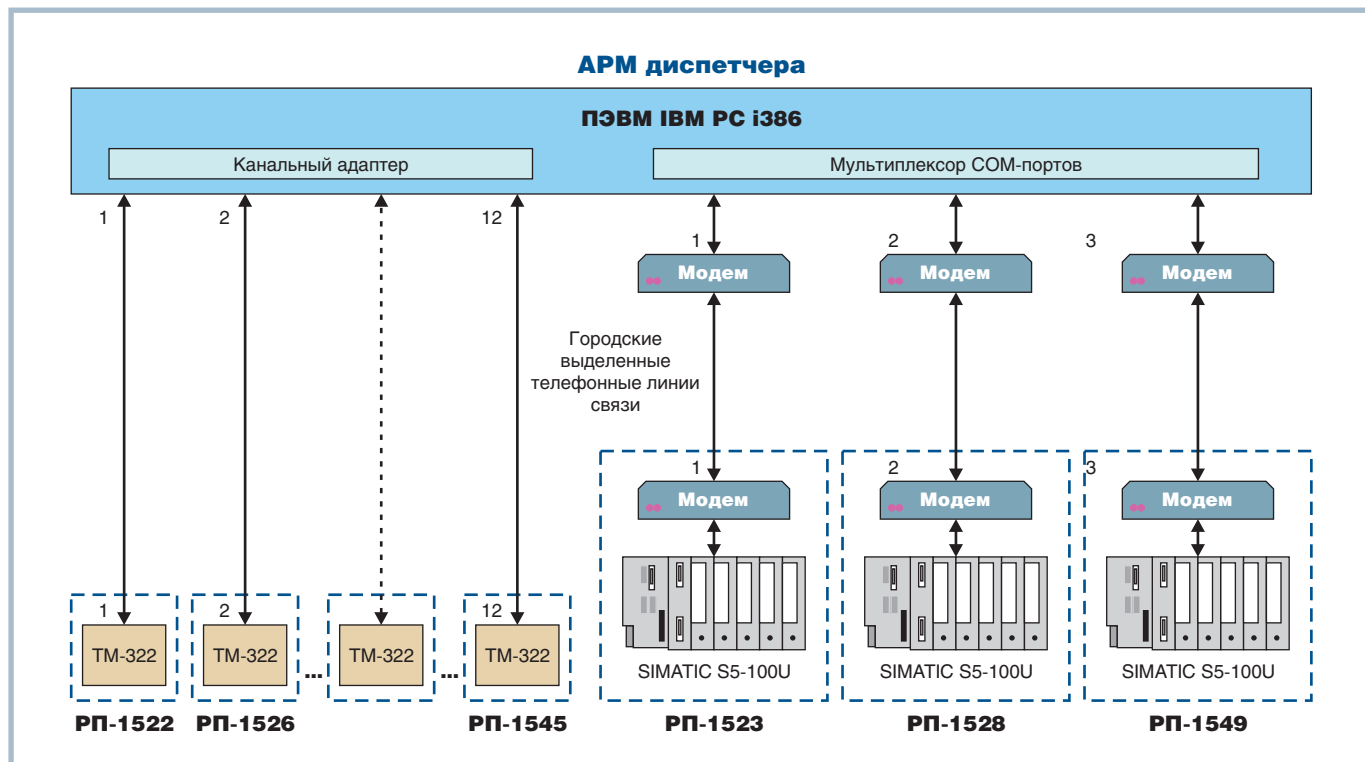 АРМ диспетчера
ПЭВМ IBM PC i386
Канальный адаптер
Мультиплексор COM-портов
1
2
12
1
2
3
Модем
Модем
Модем
Городские
выделенные
телефонные линии
связи
1
2
3
Модем
Модем
Модем
1
2
12
ТМ-322
ТМ-322
...
ТМ-322
...
ТМ-322
SIMATIC S5-100U
SIMATIC S5-100U
SIMATIC S5-100U
РП-1522
РП-1526
РП-1545
РП-1523
РП-1528
РП-1549